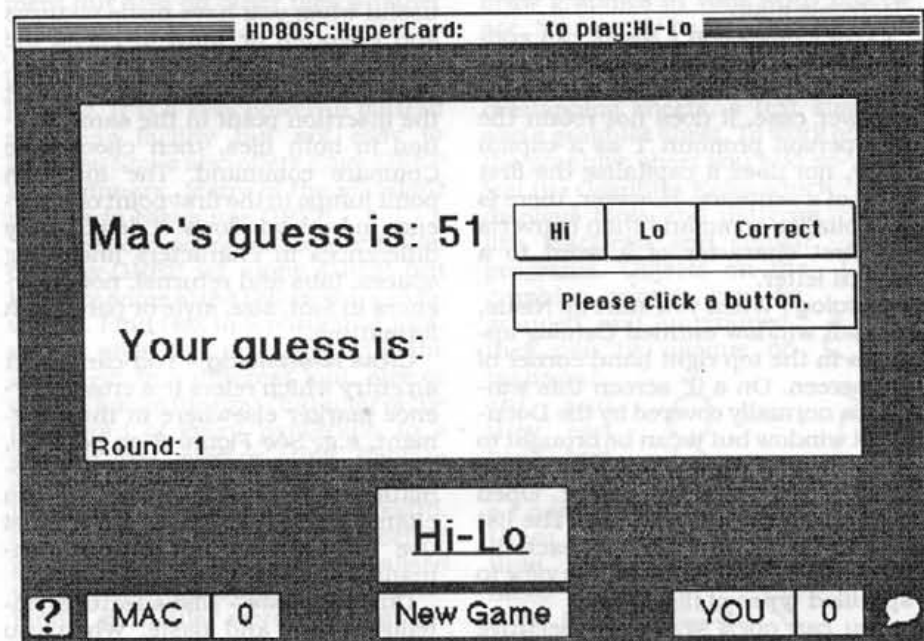 HD80SC:HyperCard: to play:Hi-Lo
Mac's guess is: 51
Hi Lo Correct
Please click a button.
Your guess is:
Round: 1
Hi-Lo
? MAC 0 New Game YOU 0